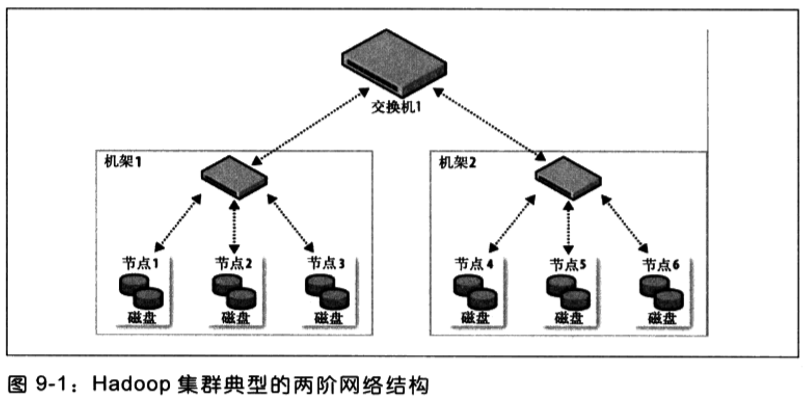 交换机1
机架1
机架2
节点1 节点2 节点3 节点4 节点5 节点6
磁盘 磁盘 磁盘 磁盘 磁盘 磁盘
图 9-1：Hadoop 集群典型的两阶网络结构